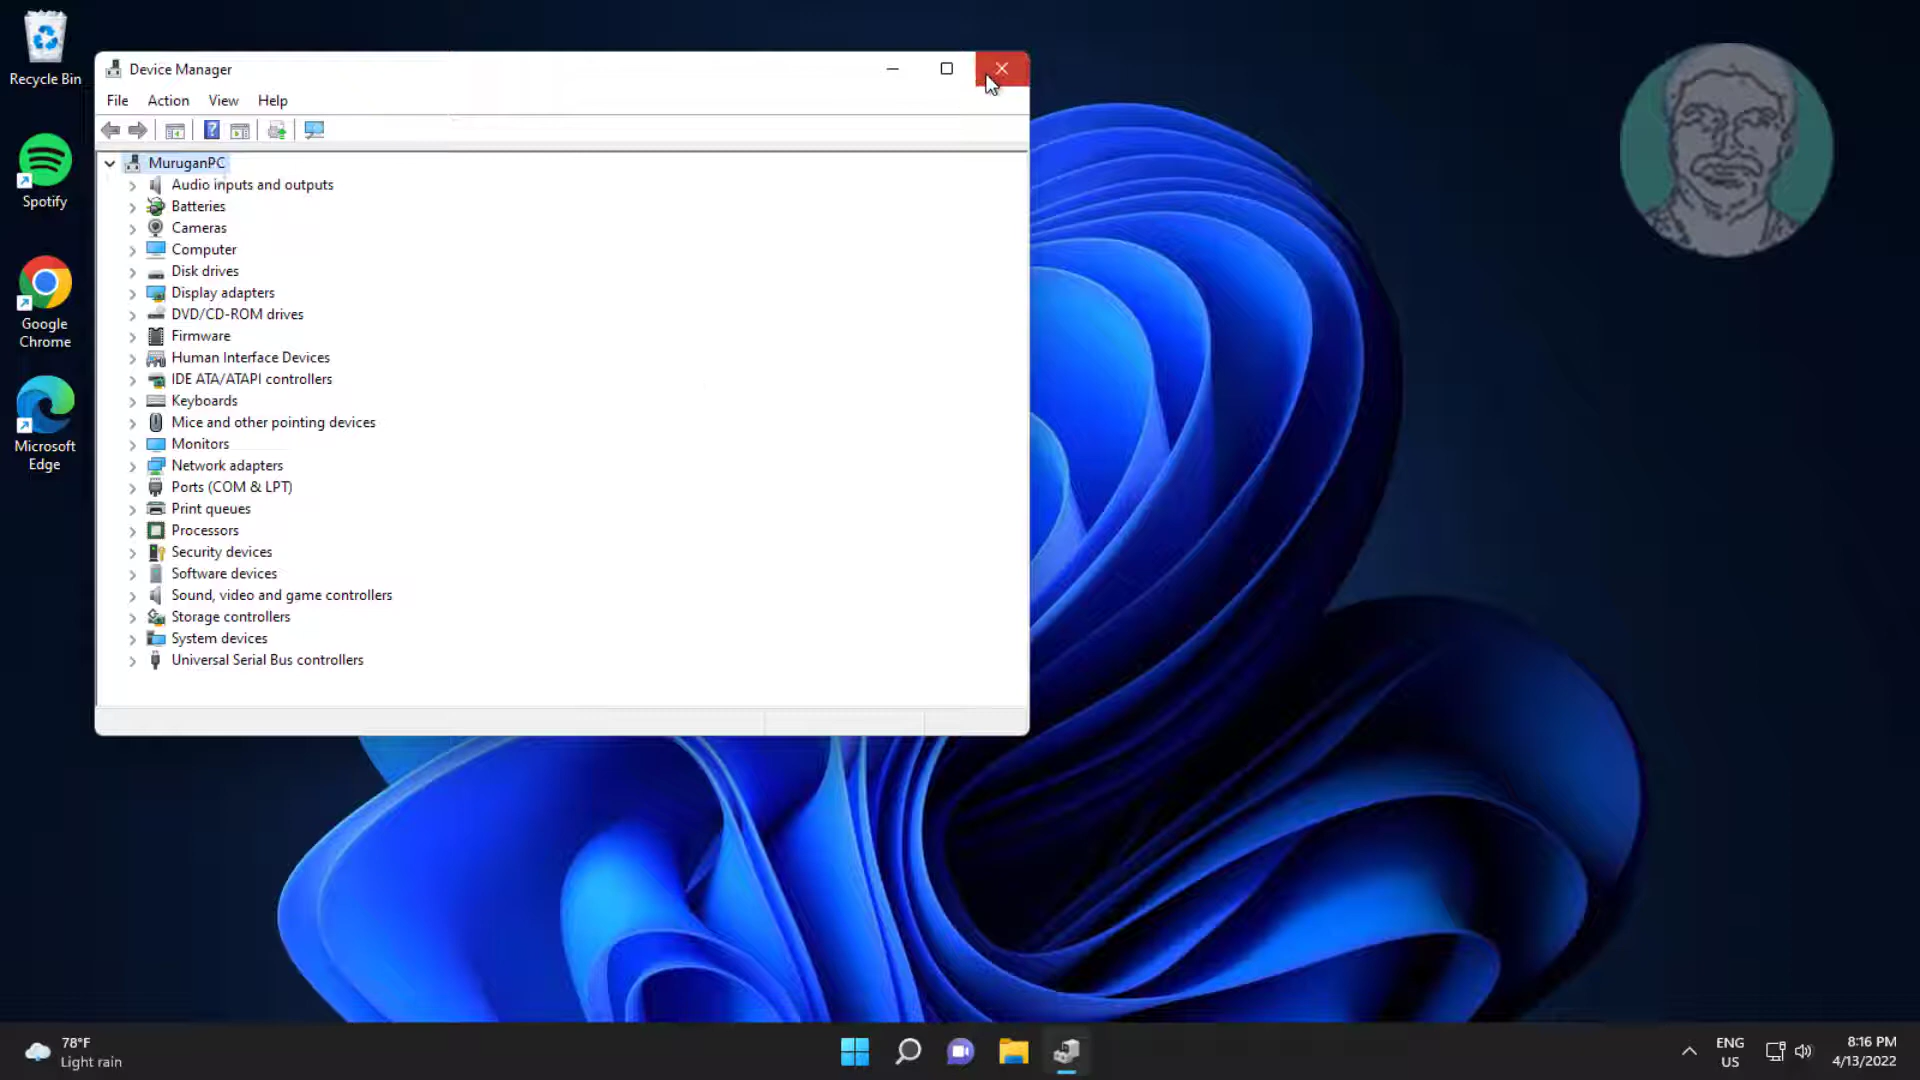 Recycle Bin
Spotify
Google
Chrome
Microsoft
Edge
Device Manager
File Action View Help
MuruganPC
Audio inputs and outputs
Batteries
Cameras
Computer
Disk drives
Display adapters
DVD/CD-ROM drives
Firmware
Human Interface Devices
IDE ATA/ATAPI controllers
Keyboards
Mice and other pointing devices
Monitors
Network adapters
Ports (COM & LPT)
Print queues
Processors
Security devices
Software devices
Sound, video and game controllers
Storage controllers
System devices
Universal Serial Bus controllers
78°F
Light rain
ENG
US
8:16 PM
4/13/2022